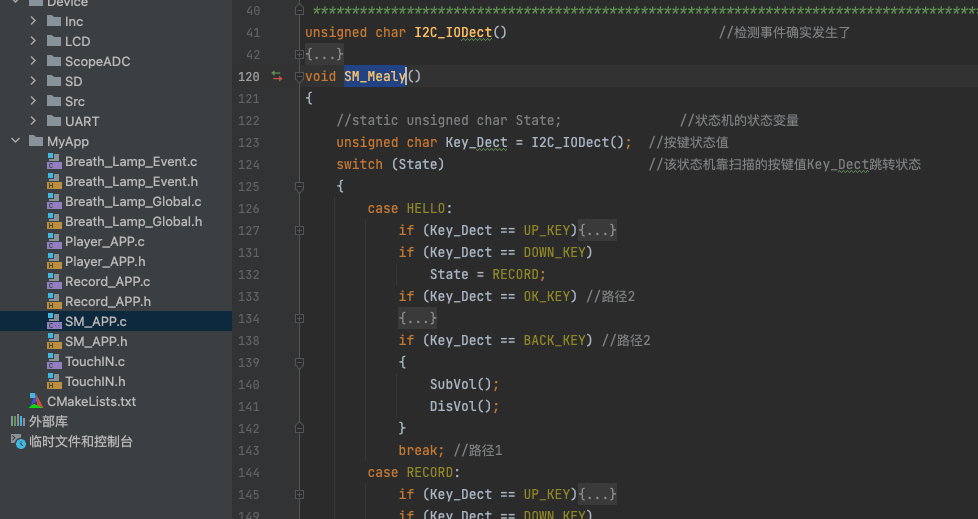 Device
Inc
LCD
ScopeADC
SD
Src
UART
MyApp
Breath_Lamp_Event.c
Breath_Lamp_Event.h
Breath_Lamp_Global.c
Breath_Lamp_Global.h
Player_APP.c
Player_APP.h
Record_APP.c
Record_APP.h
SM_APP.c
SM_APP.h
TouchIN.c
TouchIN.h
CMakeLists.txt
外部库
临时文件和控制台
40
41 unsigned char I2C_IODect() //检测事件确实发生了
42 {...}
120 void SM_Mealy()
121 {
122 //static unsigned char State; //状态机的状态变量
123 unsigned char Key_Dect = I2C_IODect(); //按键状态值
124 switch (State) //该状态机靠扫描的按键值Key_Dect跳转状态
125 {
126 case HELLO:
127 if (Key_Dect == UP_KEY){...}
131 if (Key_Dect == DOWN_KEY)
132 State = RECORD;
133 if (Key_Dect == OK_KEY) //路径2
134 {...}
138 if (Key_Dect == BACK_KEY) //路径2
139 {
140 SubVol();
141 DisVol();
142 }
143 break; //路径1
144 case RECORD:
145 if (Key_Dect == UP_KEY){...}
149 if (Key_Dect == DOWN_KEY)